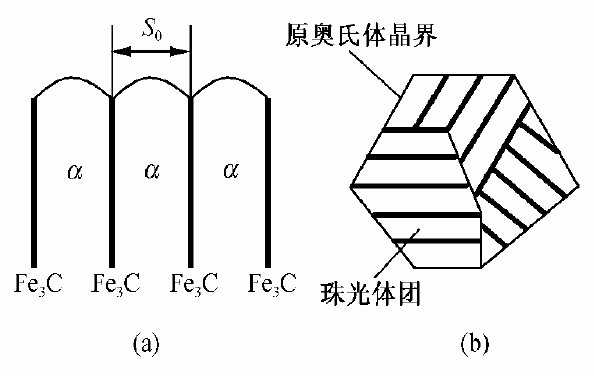 S₀
原奥氏体晶界
α α α
Fe₃C Fe₃C Fe₃C Fe₃C
珠光体团
(a) (b)